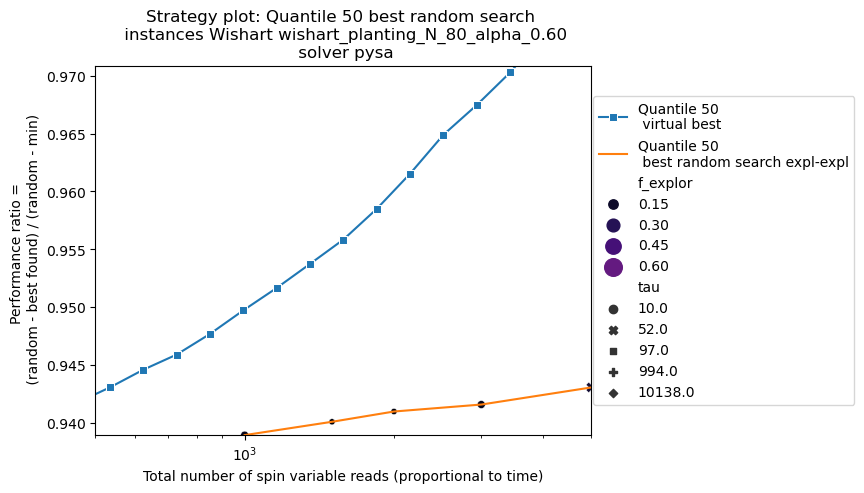 Strategy plot: Quantile 50 best random search
instances Wishart wishart_planting_N_80_alpha_0.60
solver pysa
Performance ratio =
(random - best found) / (random - min)
0.970
0.965
0.960
0.955
0.950
0.945
0.940
10³
Total number of spin variable reads (proportional to time)
Quantile 50
virtual best
Quantile 50
best random search expl-expl
f_explor
0.15
0.30
0.45
0.60
tau
10.0
52.0
97.0
994.0
10138.0